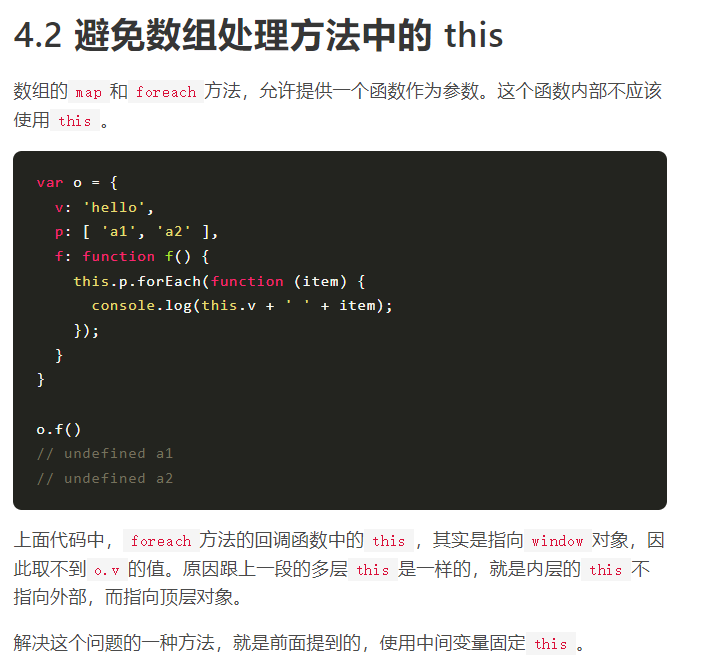 4.2 避免数组处理方法中的 this
数组的 map 和 foreach 方法，允许提供一个函数作为参数。这个函数内部不应该
使用 this 。
var o = {
  v: 'hello',
  p: [ 'a1', 'a2' ],
  f: function f() {
    this.p.forEach(function (item) {
      console.log(this.v + ' ' + item);
    });
  }
}
o.f()
// undefined a1
// undefined a2
上面代码中， foreach 方法的回调函数中的 this ，其实是指向 window 对象，因
此取不到 o.v 的值。原因跟上一段的多层 this 是一样的，就是内层的 this 不
指向外部，而指向顶层对象。
解决这个问题的一种方法，就是前面提到的，使用中间变量固定 this 。